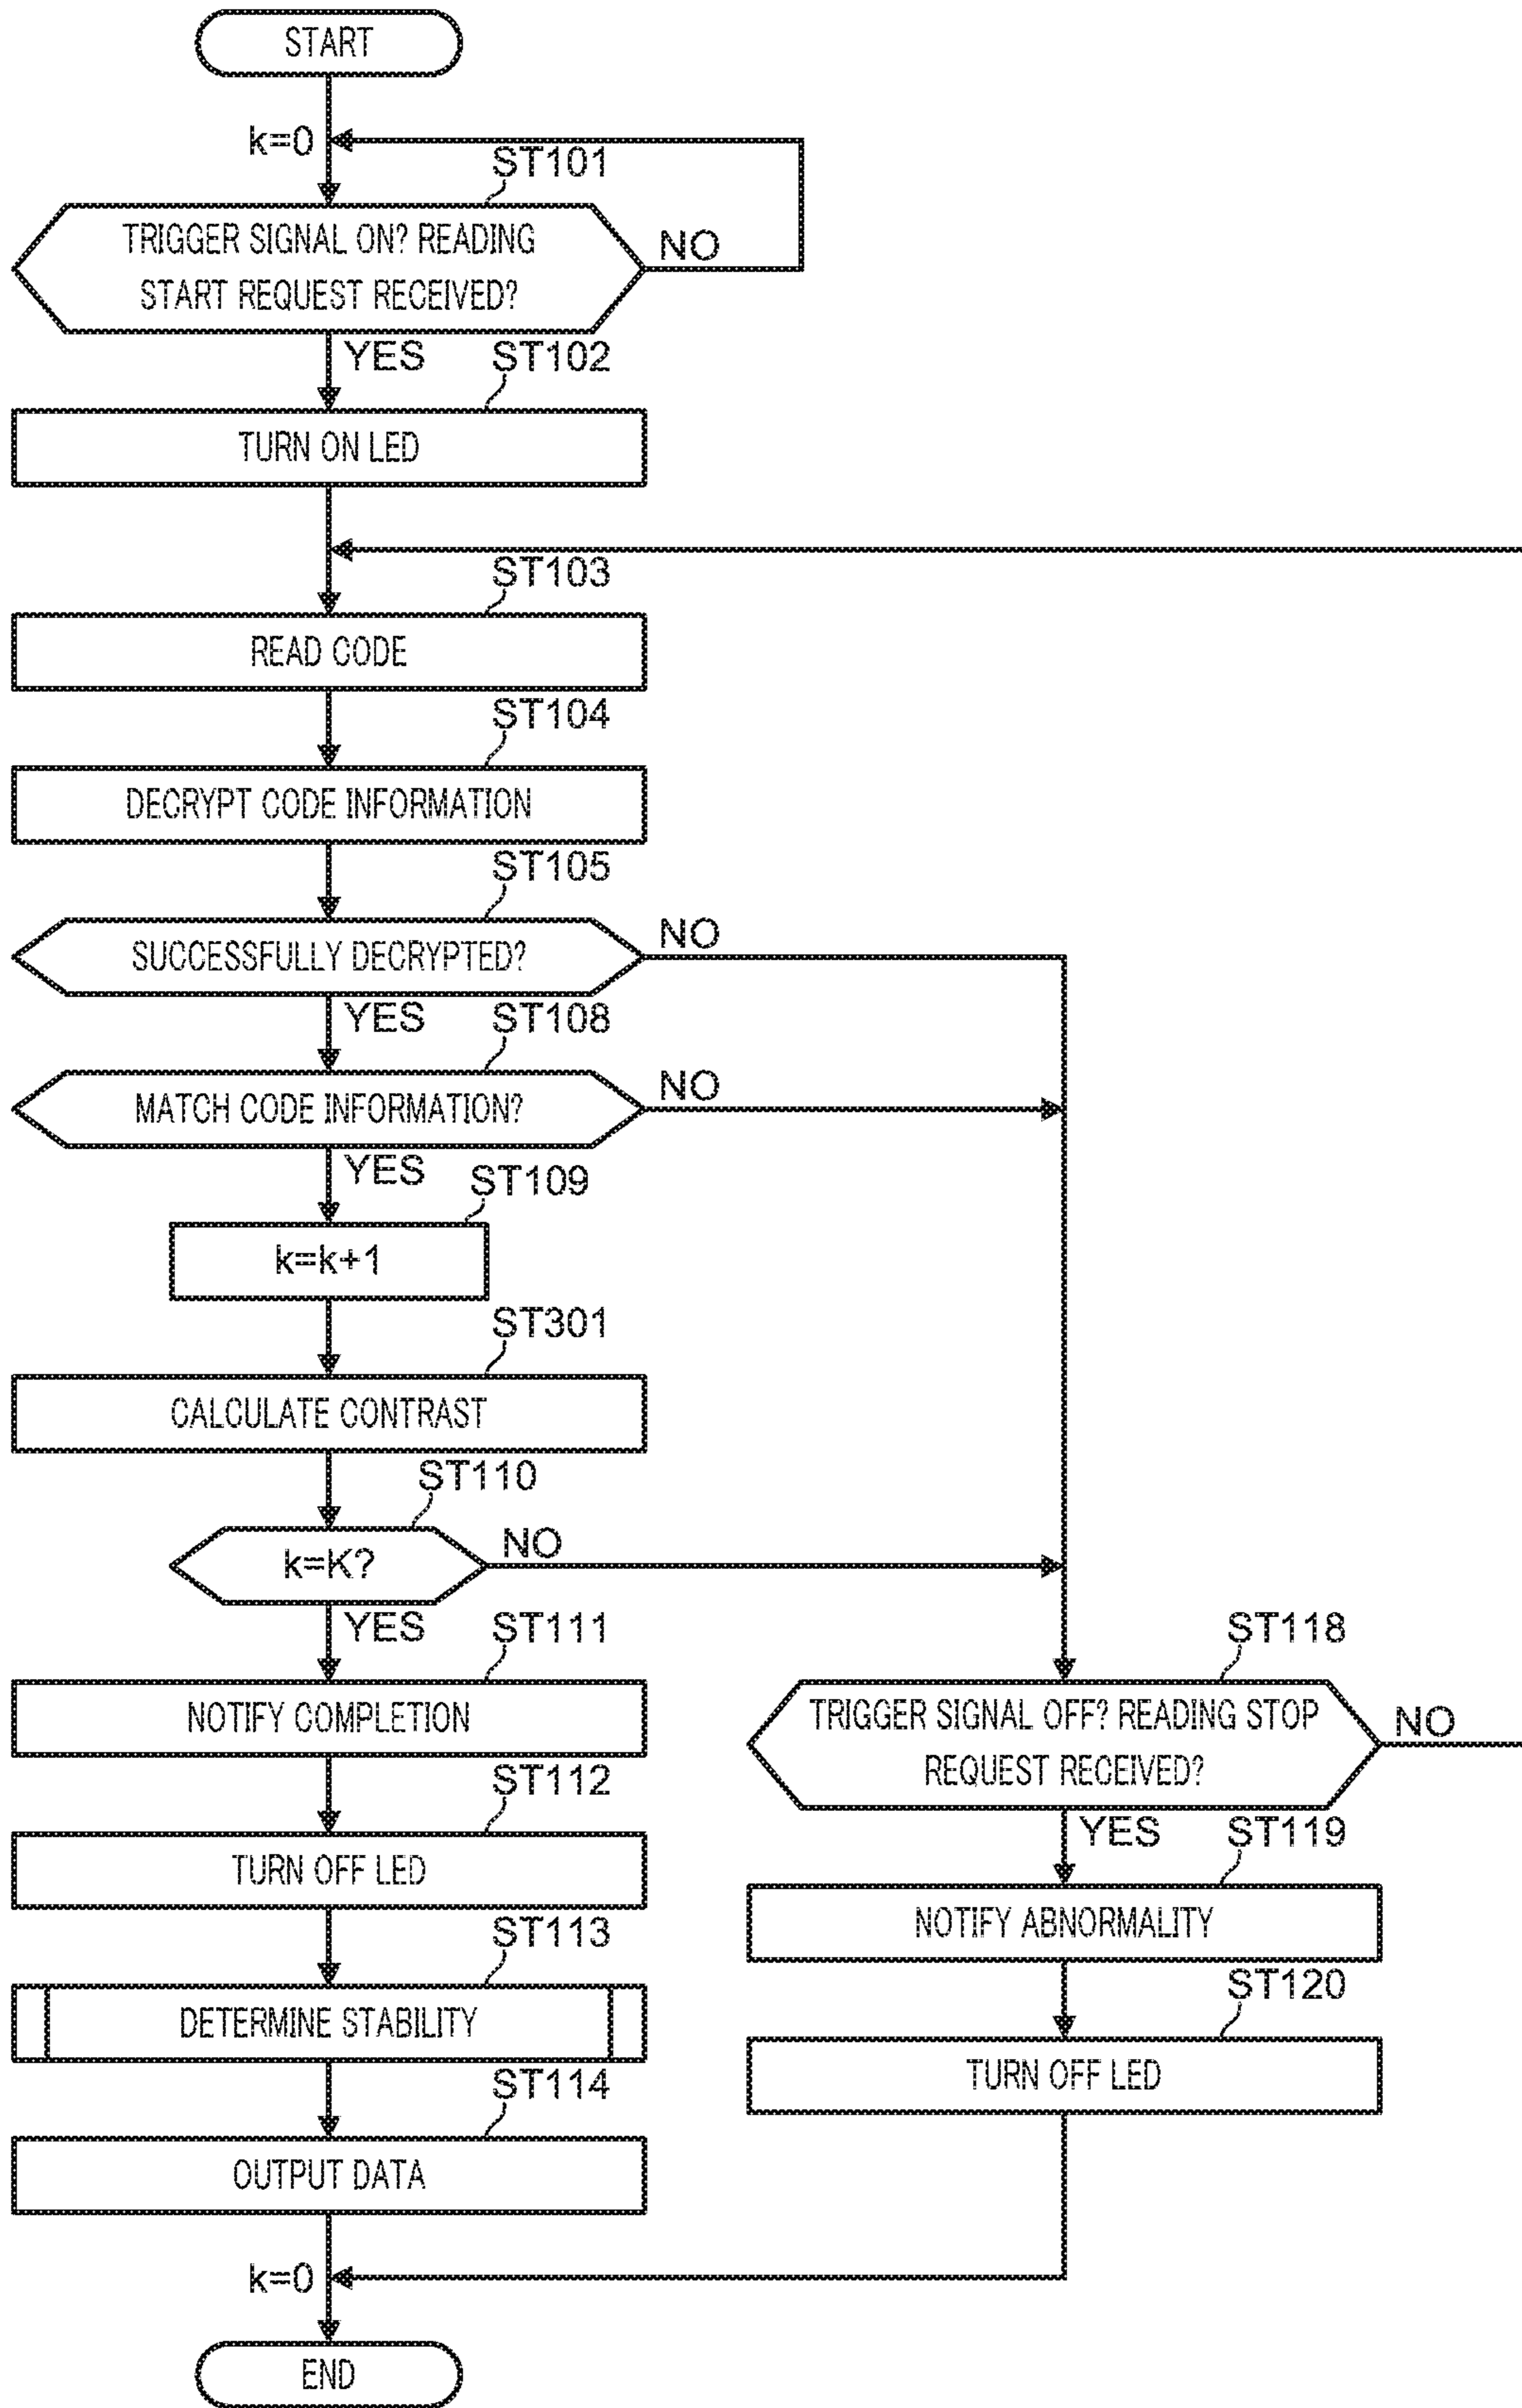 START
k=0
ST101
TRIGGER SIGNAL ON? READING
START REQUEST RECEIVED?
NO
YES
ST102
TURN ON LED
ST103
READ CODE
ST104
DECRYPT CODE INFORMATION
ST105
SUCCESSFULLY DECRYPTED?
NO
YES
ST108
MATCH CODE INFORMATION?
NO
YES
ST109
k=k+1
ST301
CALCULATE CONTRAST
ST110
k=K?
NO
YES
ST111
NOTIFY COMPLETION
ST112
TURN OFF LED
ST113
DETERMINE STABILITY
ST114
OUTPUT DATA
ST118
TRIGGER SIGNAL OFF? READING STOP
REQUEST RECEIVED?
NO
YES
ST119
NOTIFY ABNORMALITY
ST120
TURN OFF LED
k=0
END